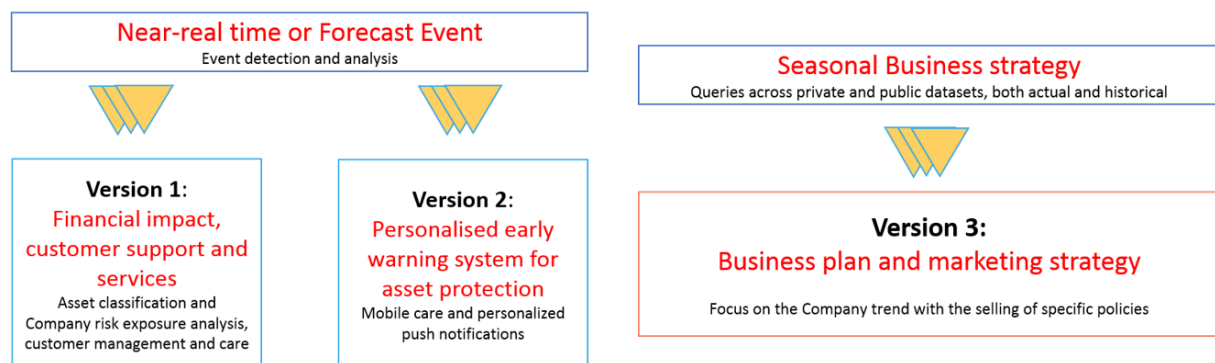 Near-real time or Forecast Event
Event detection and analysis
Version 1:
Financial impact,
customer support and
services
Asset classification and
Company risk exposure analysis,
customer management and care
Version 2:
Personalised early
warning system for
asset protection
Mobile care and personalized
push notifications
Seasonal Business strategy
Queries across private and public datasets, both actual and historical
Version 3:
Business plan and marketing strategy
Focus on the Company trend with the selling of specific policies